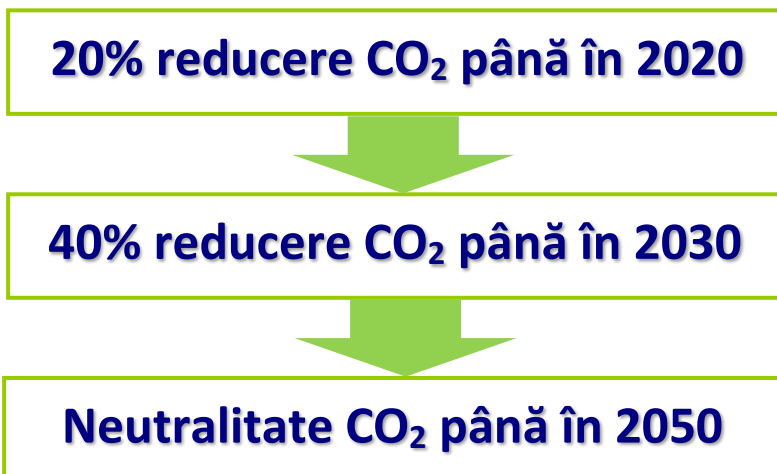 20% reducere CO₂ până în 2020
40% reducere CO₂ până în 2030
Neutralitate CO₂ până în 2050